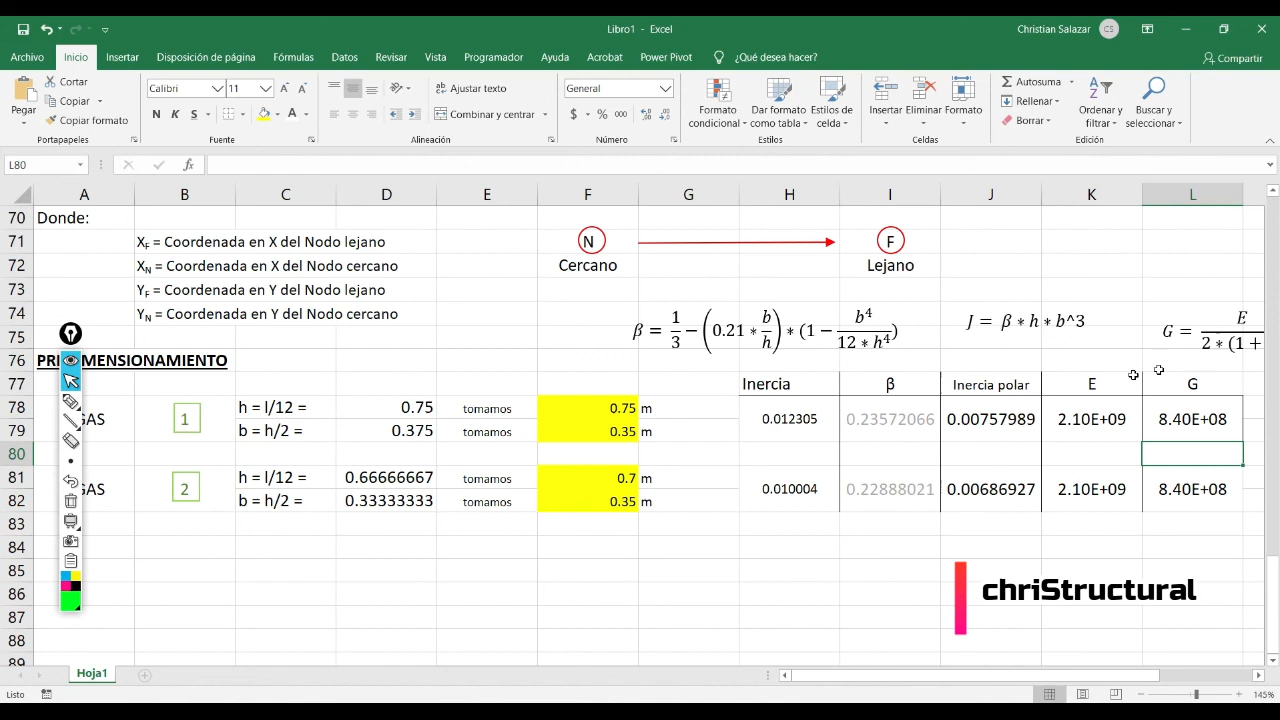 Libro1 - Excel
Christian Salazar CS
Archivo Inicio Insertar Disposición de página Fórmulas Datos Revisar Vista Programador Ayuda Acrobat Power Pivot ¿Qué desea hacer? Compartir
Cortar
Copiar
Copiar formato
Pegar
Portapapeles
Calibri 11
N K S
A
Fuente
Ajustar texto
Combinar y centrar
Alineación
General
$ % 000
Número
Formato condicional
Dar formato como tabla
Estilos de celda
Estilos
Insertar Eliminar Formato
Celdas
Autosuma
Rellenar
Borrar
Ordenar y filtrar
Buscar y seleccionar
Edición
L80 fx
A B C D E F G H I J K L
70 Donde:
71 XF = Coordenada en X del Nodo lejano N F
72 XN = Coordenada en X del Nodo cercano Cercano Lejano
73 YF = Coordenada en Y del Nodo lejano
74 YN = Coordenada en Y del Nodo cercano
β = 1/3 − (0.21 * b/h) * (1 − b⁴/(12 * h⁴)) J = β * h * b^3 G = E/(2 * (1 +
75
76 MENSIONAMIENTO
77 Inercia β Inercia polar E G
78 h = l/12 = 0.75 tomamos 0.75 m
GAS 1 0.012305 0.23572066 0.00757989 2.10E+09 8.40E+08
79 b = h/2 = 0.375 tomamos 0.35 m
80
81 h = l/12 = 0.66666667 tomamos 0.7 m
GAS 2 0.010004 0.22888021 0.00686927 2.10E+09 8.40E+08
82 b = h/2 = 0.33333333 tomamos 0.35 m
83
84
85
86
87
88
89
chriStructural
Hoja1
Listo 145%